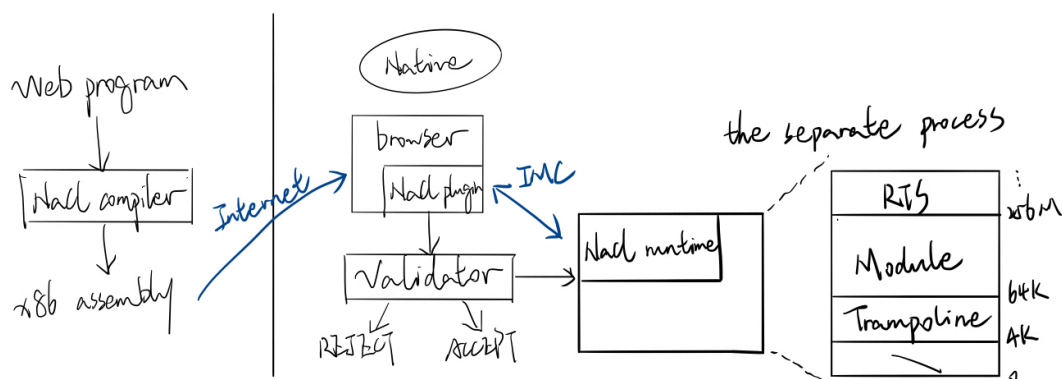 Web program
Nacl compiler
x86 assembly
Internet
Native
browser
Nacl plugin
IMC
Validator
REJECT
ACCEPT
Nacl runtime
the separate process
RTS
256M
Module
64K
Trampoline
4K